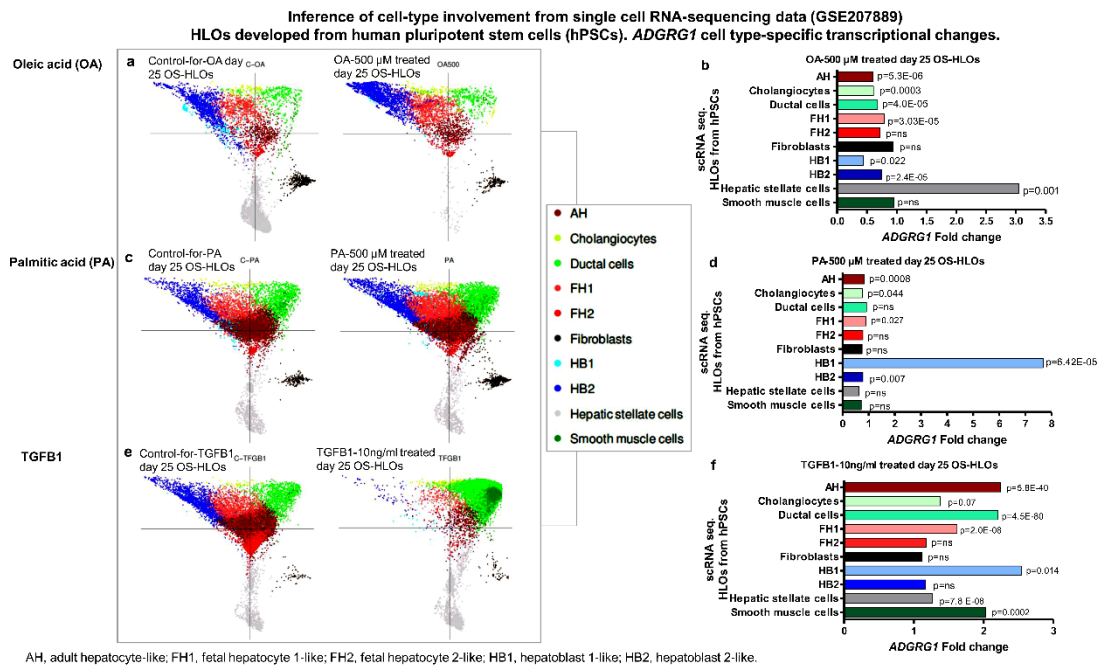 Inference of cell-type involvement from single cell RNA-sequencing data (GSE207889)
HLOs developed from human pluripotent stem cells (hPSCs). ADGRG1 cell type-specific transcriptional changes.
Oleic acid (OA)
a
Control-for-OA day
25 OS-HLOs
C-OA
OA-500 µM treated
day 25 OS-HLOs
OA500
b
OA-500 µM treated day 25 OS-HLOs
scRNA seq.
HLOs from hPSCs
AH
p=5.3E-06
Cholangiocytes
p=0.0003
Ductal cells
p=4.0E-05
FH1
p=3.03E-05
FH2
p=ns
Fibroblasts
p=ns
HB1
p=0.022
HB2
p=2.4E-05
Hepatic stellate cells
p=0.001
Smooth muscle cells
p=ns
0.0 0.5 1.0 1.5 2.0 2.5 3.0 3.5
ADGRG1 Fold change
Palmitic acid (PA)
c
Control-for-PA
day 25 OS-HLOs
C-PA
PA-500 µM treated
day 25 OS-HLOs
PA
AH
Cholangiocytes
Ductal cells
FH1
FH2
Fibroblasts
HB1
HB2
Hepatic stellate cells
Smooth muscle cells
d
PA-500 µM treated day 25 OS-HLOs
scRNA seq.
HLOs from hPSCs
AH
p=0.0008
Cholangiocytes
p=0.044
Ductal cells
p=ns
FH1
p=0.027
FH2
p=ns
Fibroblasts
p=ns
HB1
p=6.42E-05
HB2
p=0.007
Hepatic stellate cells
p=ns
Smooth muscle cells
p=ns
0 1 2 3 4 5 6 7 8
ADGRG1 Fold change
TGFB1
e
Control-for-TGFB1
day 25 OS-HLOs
C-TFGB1
TGFB1-10ng/ml treated
day 25 OS-HLOs
TFGB1
f
TGFB1-10ng/ml treated day 25 OS-HLOs
scRNA seq.
HLOs from hPSCs
AH
p=5.8E-40
Cholangiocytes
p=0.07
Ductal cells
p=4.5E-80
FH1
p=2.0E-08
FH2
p=ns
Fibroblasts
p=ns
HB1
p=0.014
HB2
p=ns
Hepatic stellate cells
p=7.8 E-08
Smooth muscle cells
p=0.0002
0 1 2 3
ADGRG1 Fold change
AH, adult hepatocyte-like; FH1, fetal hepatocyte 1-like; FH2, fetal hepatocyte 2-like; HB1, hepatoblast 1-like; HB2, hepatoblast 2-like.